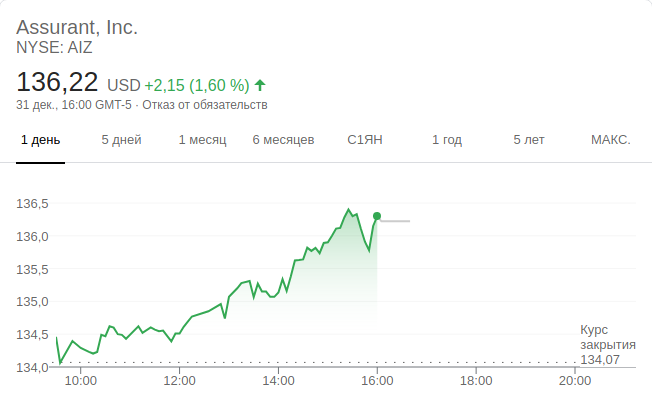 Assurant, Inc.
NYSE: AIZ
136,22 USD +2,15 (1,60 %)
31 дек., 16:00 GMT-5 · Отказ от обязательств
1 день 5 дней 1 месяц 6 месяцев С1ЯН 1 год 5 лет МАКС.
136,5
136,0
135,5
135,0
134,5
134,0
Курс
закрытия
134,07
10:00 12:00 14:00 16:00 18:00 20:00